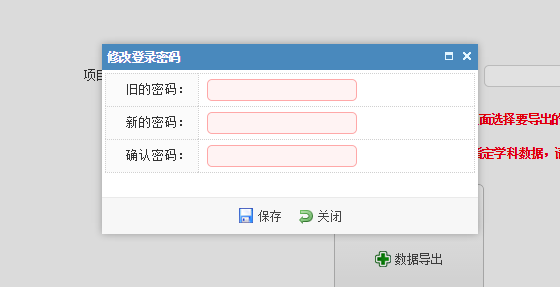 修改登录密码
项目
旧的密码：
面选择要导出的
新的密码：
指定学科数据，请
确认密码：
保存 关闭
数据导出